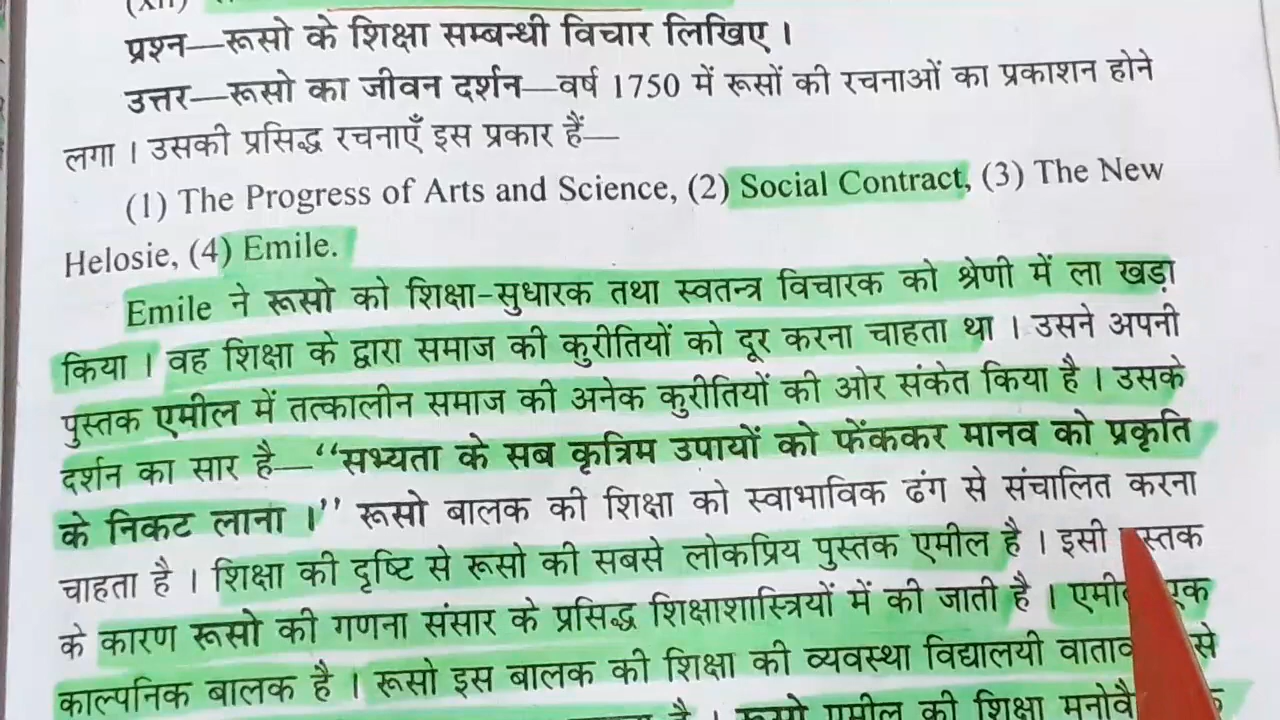 (XII)
प्रश्न—रूसो के शिक्षा सम्बन्धी विचार लिखिए ।
उत्तर—रूसो का जीवन दर्शन—वर्ष 1750 में रूसों की रचनाओं का प्रकाशन होने
लगा । उसकी प्रसिद्ध रचनाएँ इस प्रकार हैं—
(1) The Progress of Arts and Science, (2) Social Contract, (3) The New
Helosie, (4) Emile.
Emile ने रूसो को शिक्षा-सुधारक तथा स्वतन्त्र विचारक को श्रेणी में ला खड़ा
किया । वह शिक्षा के द्वारा समाज की कुरीतियों को दूर करना चाहता था । उसने अपनी
पुस्तक एमील में तत्कालीन समाज की अनेक कुरीतियों की ओर संकेत किया है । उसके
दर्शन का सार है—“सभ्यता के सब कृत्रिम उपायों को फेंककर मानव को प्रकृति
के निकट लाना ।” रूसो बालक की शिक्षा को स्वाभाविक ढंग से संचालित करना
चाहता है । शिक्षा की दृष्टि से रूसो की सबसे लोकप्रिय पुस्तक एमील है । इसी
के कारण रूसो की गणना संसार के प्रसिद्ध शिक्षाशास्त्रियों में की जाती है ।
काल्पनिक बालक है । रूसो इस बालक की शिक्षा की व्यवस्था विद्यालयी से
है । रूसो एमील की शिक्षा